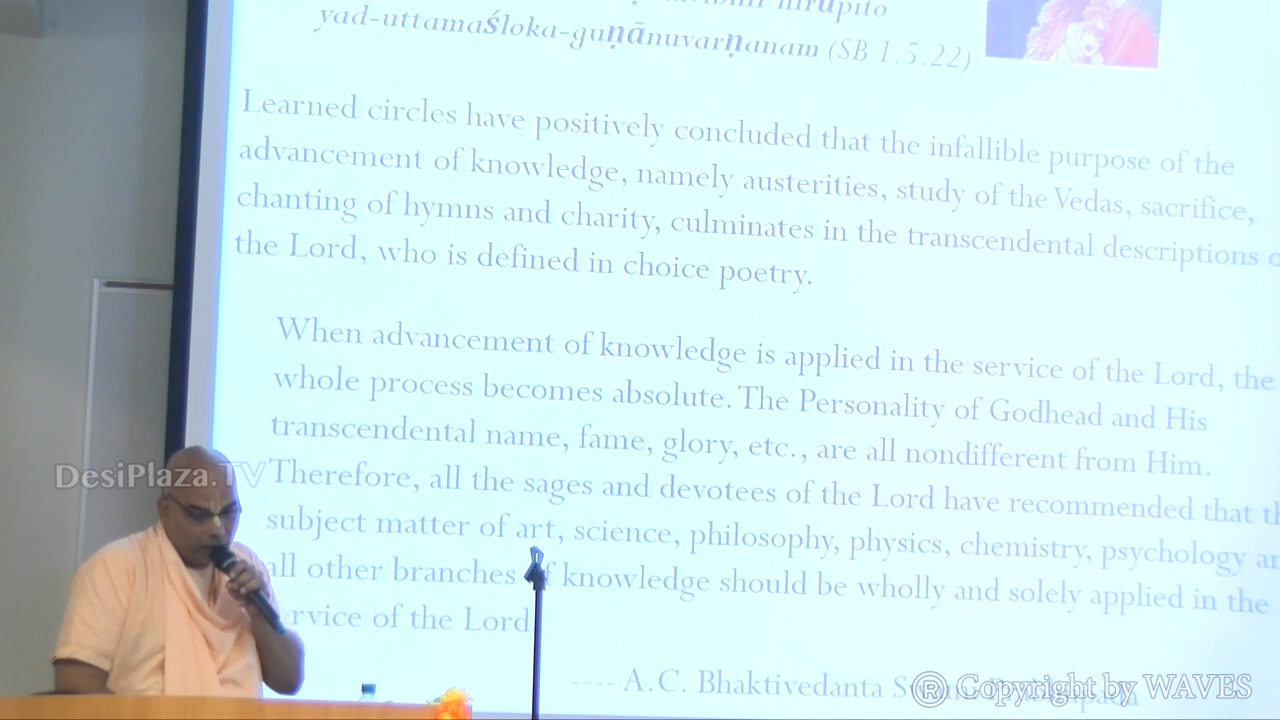 yad-uttamaśloka-guṇānuvarṇanam (SB 1.5.22)
Learned circles have positively concluded that the infallible purpose of the
advancement of knowledge, namely austerities, study of the Vedas, sacrifice,
chanting of hymns and charity, culminates in the transcendental descriptions
the Lord, who is defined in choice poetry.
When advancement of knowledge is applied in the service of the Lord, the
whole process becomes absolute. The Personality of Godhead and His
transcendental name, fame, glory, etc., are all nondifferent from Him.
Therefore, all the sages and devotees of the Lord have recommended that
subject matter of art, science, philosophy, physics, chemistry, psychology
all other branches knowledge should be wholly and solely applied in the
of the Lord
---- A.C. Bhaktivedanta
DesiPlaza.TV
® Copyright by WAVES